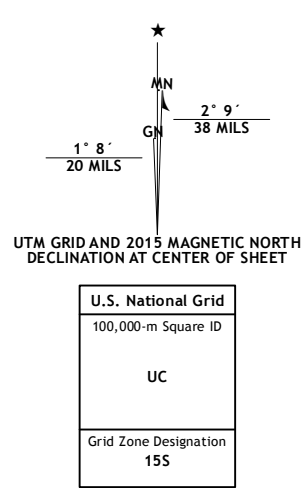 ★
MN
2° 9´
38 MILS
GN
1° 8´
20 MILS
UTM GRID AND 2015 MAGNETIC NORTH
DECLINATION AT CENTER OF SHEET
U.S. National Grid
100,000-m Square ID
UC
Grid Zone Designation
15S